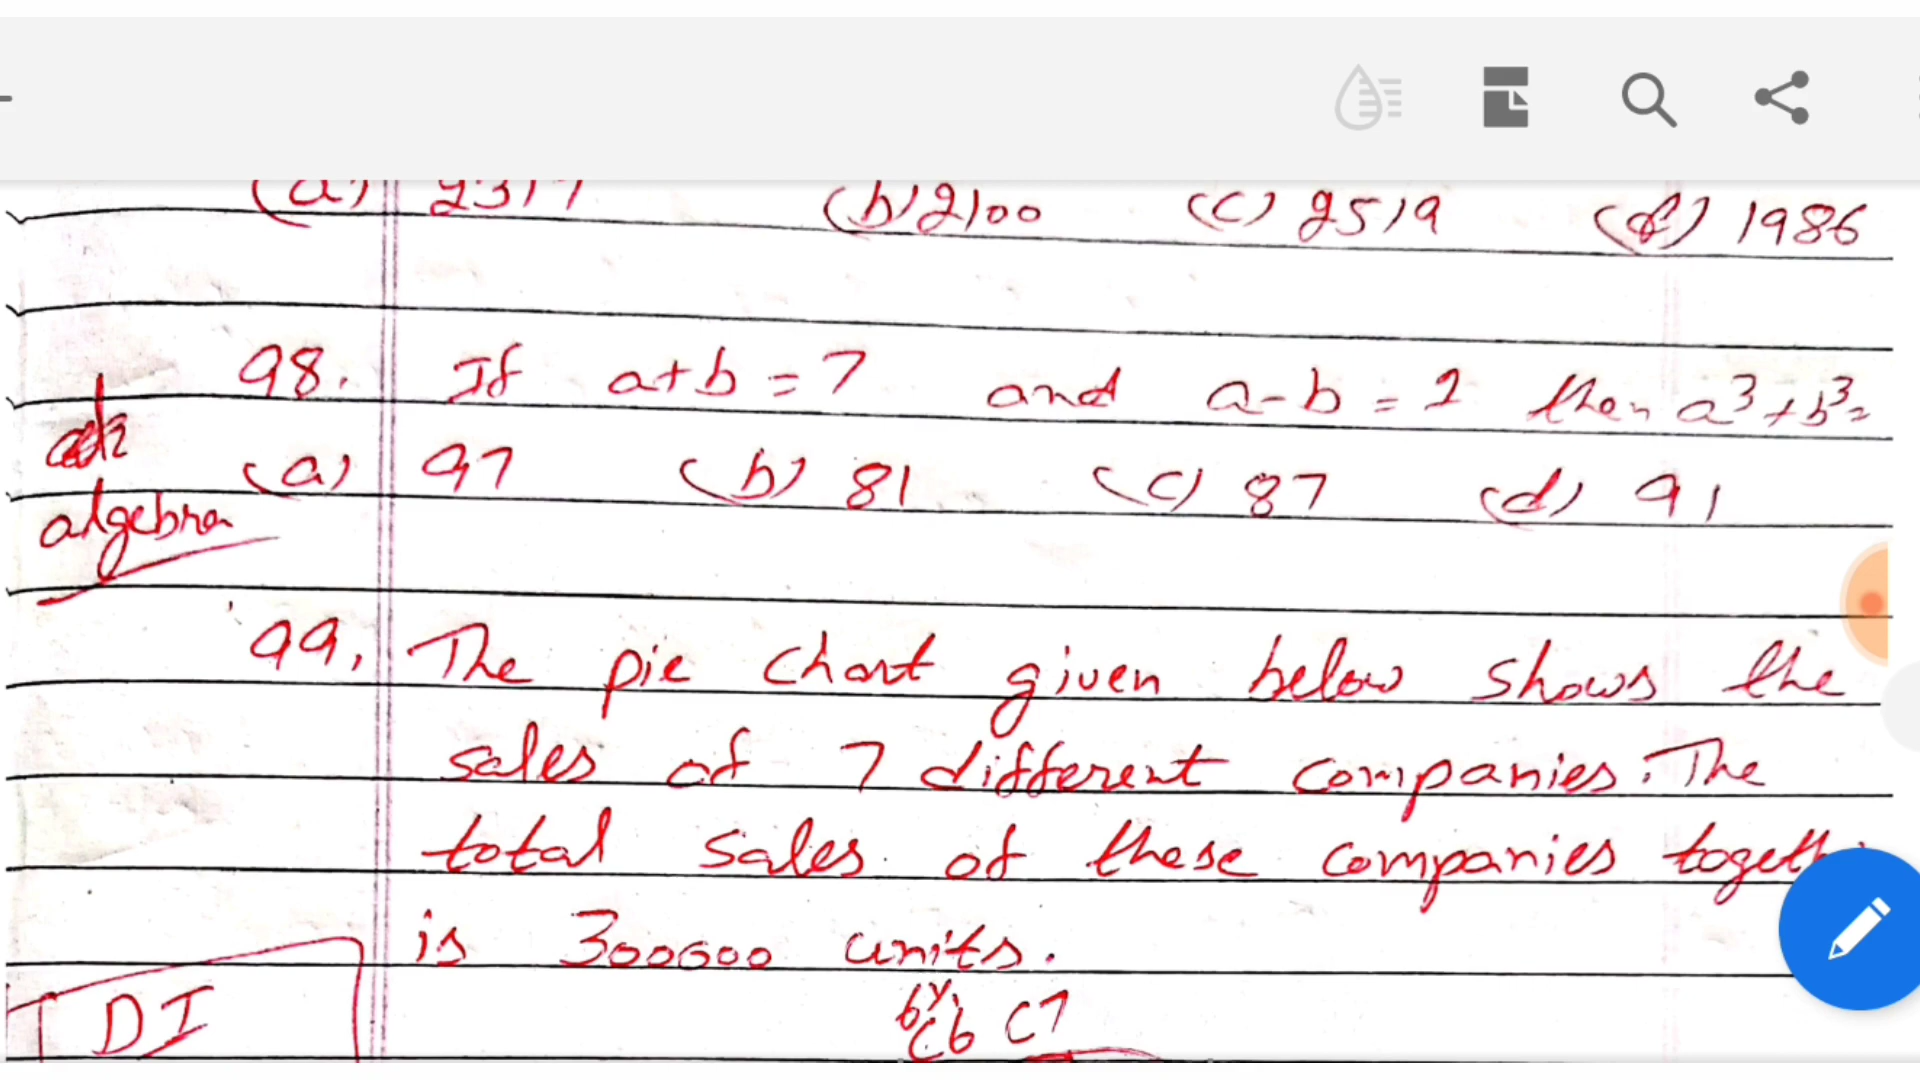 (a) 2317 (b) 2100 (c) 2519 (d) 1986
98. If a+b=7 and a-b=1 then a³+b³=
(a) 97 (b) 81 (c) 87 (d) 91
algebra
99. The pie chart given below shows the
sales of 7 different companies. The
total sales of these companies togeth
is 300000 units.
DI
C6 C7